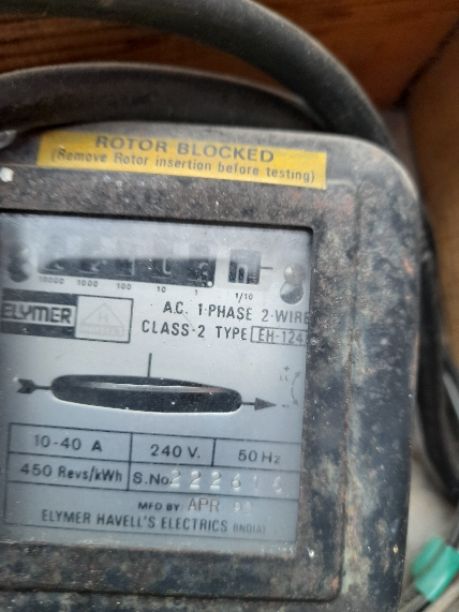 ROTOR BLOCKED
(Remove Rotor insertion before testing)
10000 1000 100 10 1 1/10
ELYMER
A.C. 1-PHASE 2-WIRE
CLASS-2 TYPE EH-124
10-40 A 240 V. 50 Hz
450 Revs/kWh S.No
MFD BY APR
ELYMER HAVELL'S ELECTRICS (INDIA)